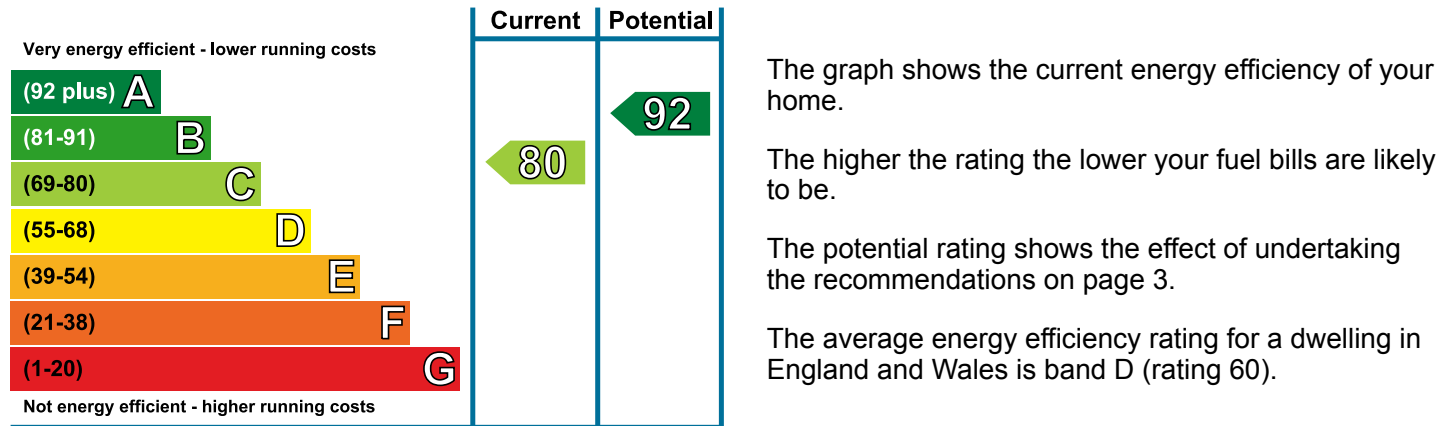 Current Potential
Very energy efficient - lower running costs
(92 plus) A
(81-91) B
(69-80) C
(55-68) D
(39-54) E
(21-38) F
(1-20) G
Not energy efficient - higher running costs
80
92
The graph shows the current energy efficiency of your
home.
The higher the rating the lower your fuel bills are likely
to be.
The potential rating shows the effect of undertaking
the recommendations on page 3.
The average energy efficiency rating for a dwelling in
England and Wales is band D (rating 60).